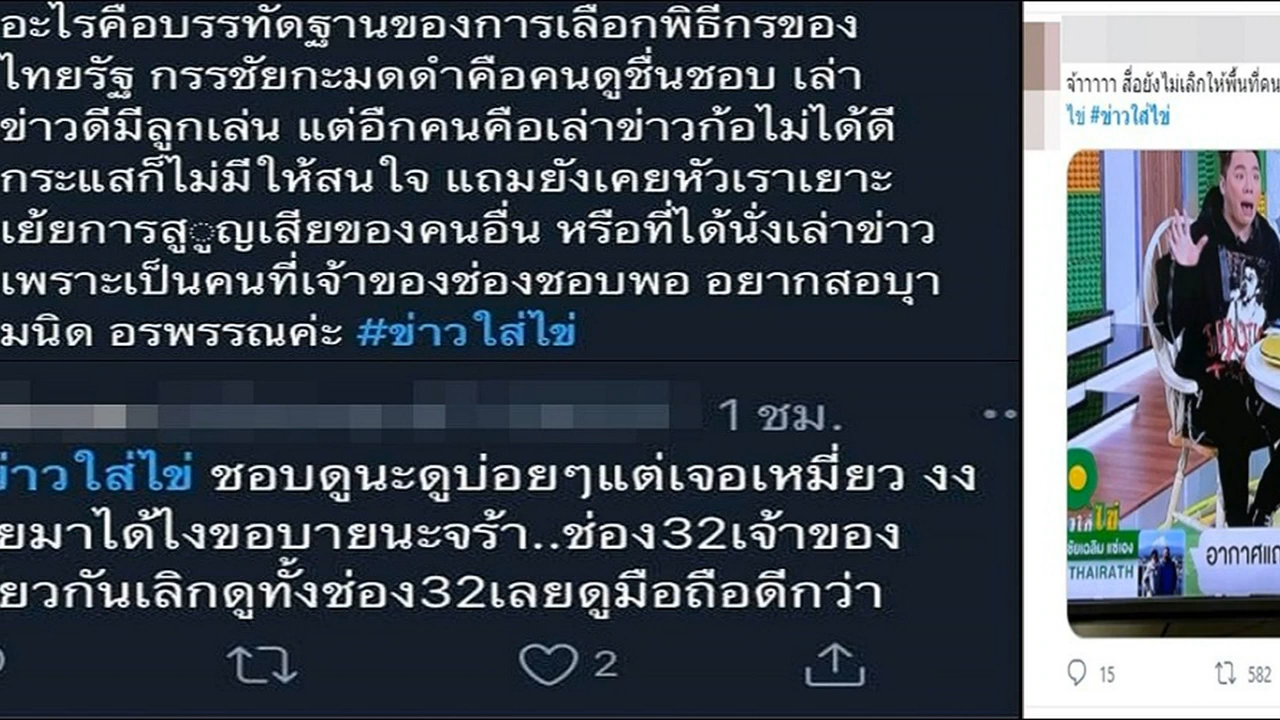 อะไรคือบรรทัดฐานของการเลือกพิธีกรของ
ไทยรัฐ กรรชัยกะมดดำคือคนดูชื่นชอบ เล่า
ข่าวดีมีลูกเล่น แต่อีกคนคือเล่าข่าวก้อไม่ได้ดี
กระแสก็ไม่มีให้สนใจ แถมยังเคยหัวเราเยาะ
เย้ยการสููญเสียของคนอื่น หรือที่ได้นั่งเล่าข่าว
เพราะเป็นคนที่เจ้าของช่องชอบพอ อยากสอบุา
มนิด อรพรรณค่ะ #ข่าวใส่ไข่
1 ชม.
ข่าวใส่ไข่ ชอบดูนะดูบ่อยๆแต่เจอเหมี่ยว งง
ยมาได้ไงขอบายนะจร้า..ช่อง32เจ้าของ
ยวกันเลิกดูทั้งช่อง32เลยดูมือถือดีกว่า
2
จ้าาาาา สื่อยังไม่เลิกให้พื้นที่คน
ไข่ #ข่าวใส่ไข่
ไข่
ชัยเฉลิม แซ่เอง
THAIRATH
อากาศแถ
15
582